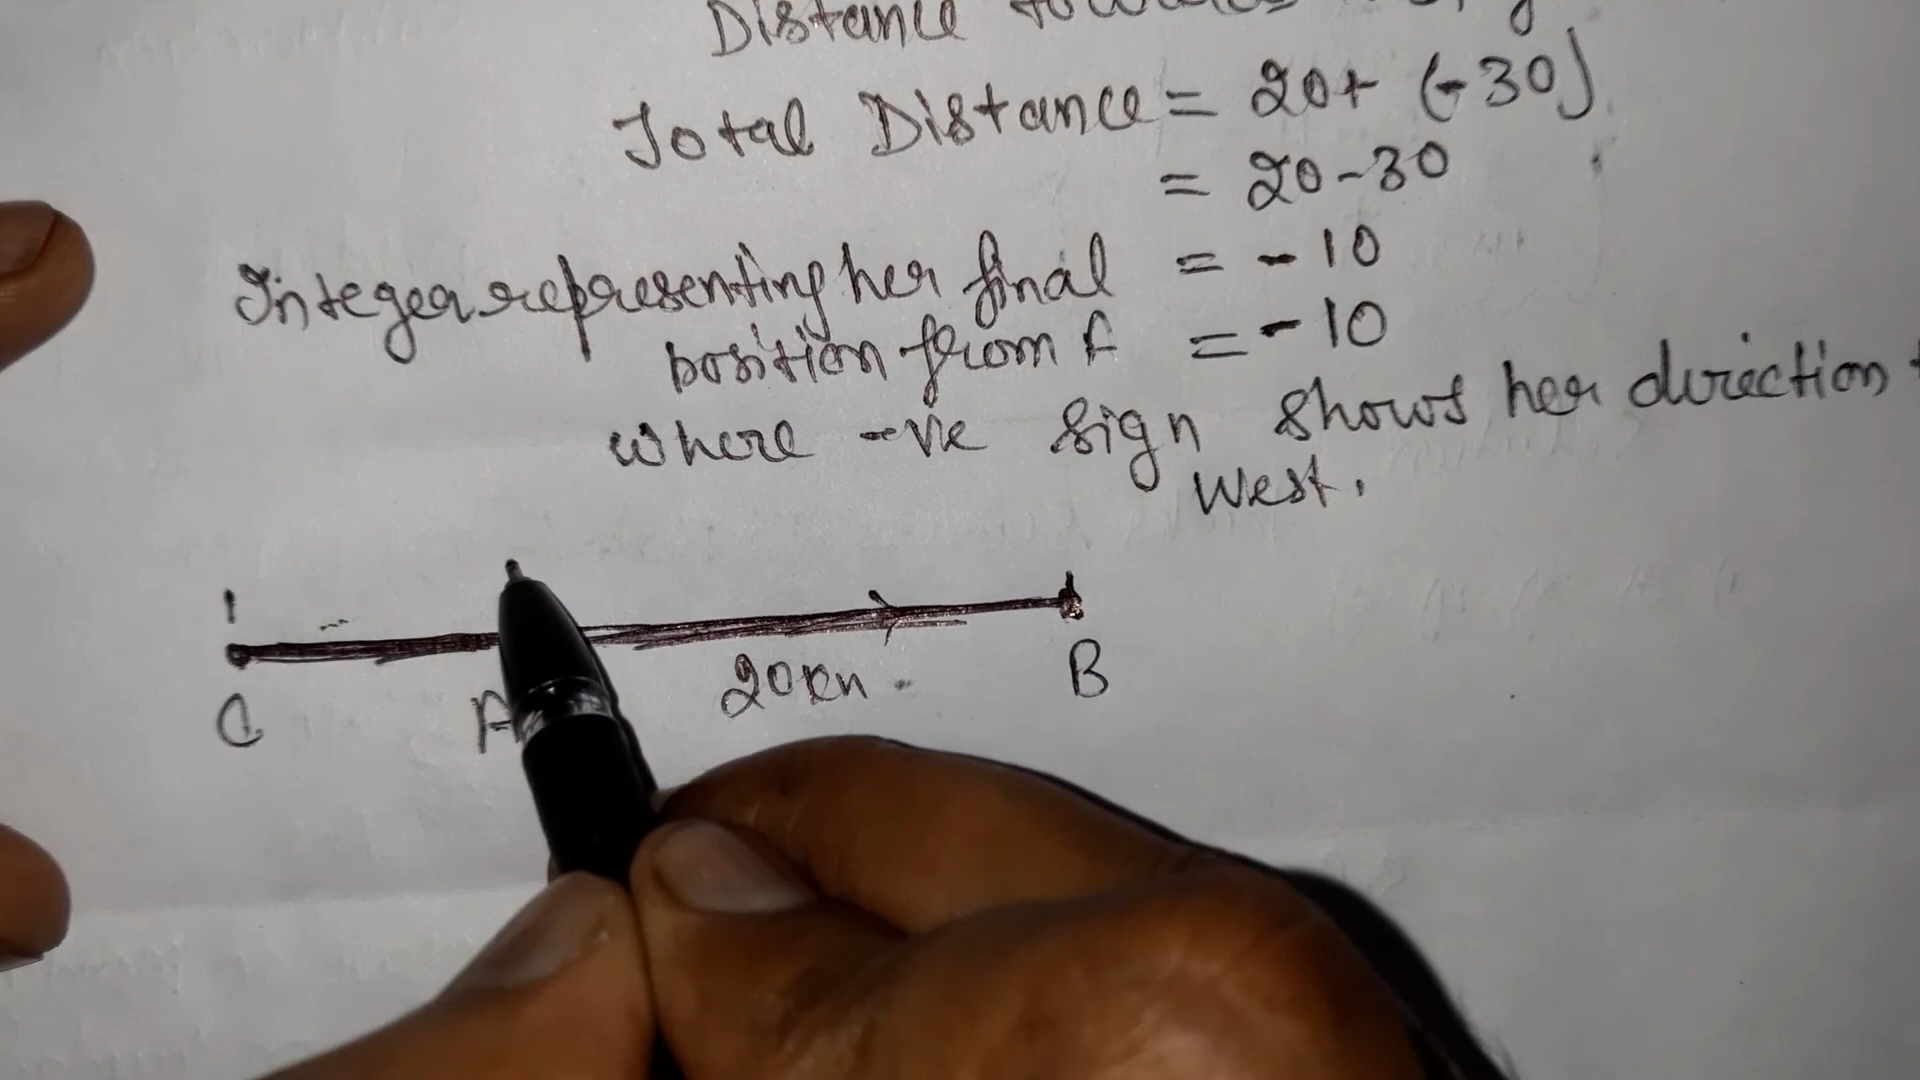 Distance
Total Distance = 20 + (-30)
= 20 - 30
Integer representing her final = - 10
position from A = - 10
where -ve sign shows her direction
West.
20km
B
C
A